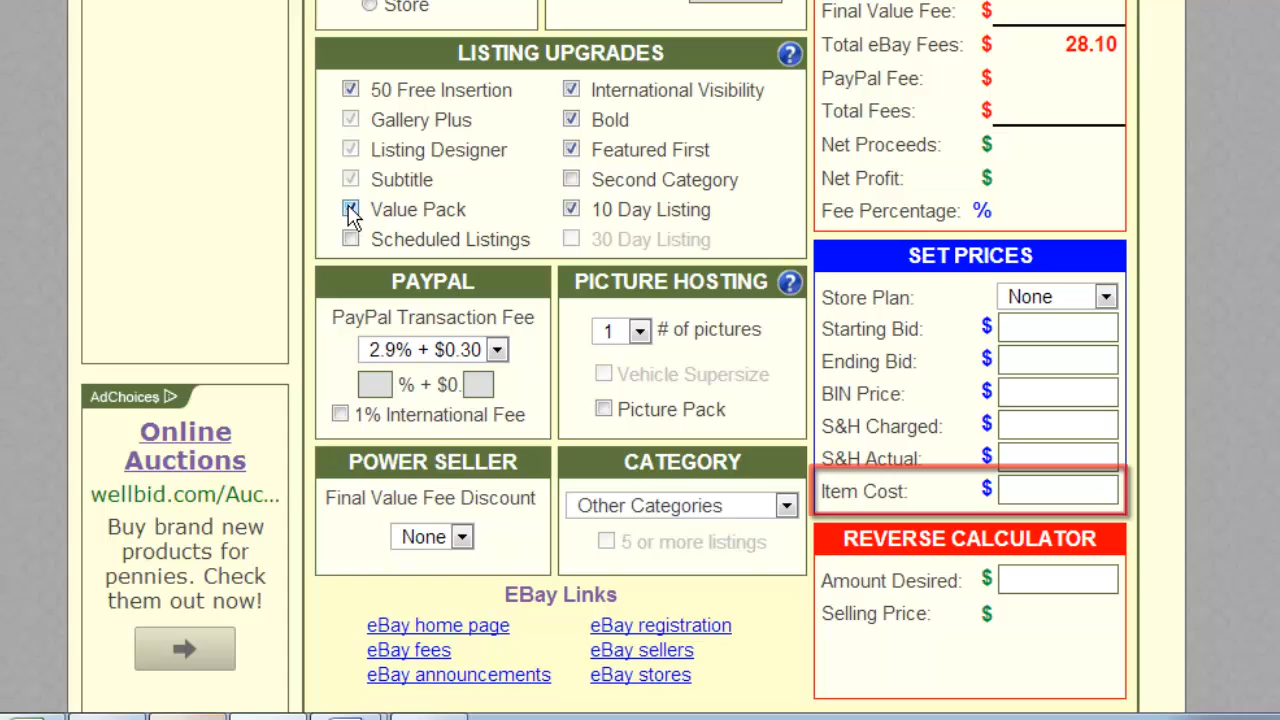 Store
LISTING UPGRADES ?
50 Free Insertion
Gallery Plus
Listing Designer
Subtitle
Value Pack
Scheduled Listings
International Visibility
Bold
Featured First
Second Category
10 Day Listing
30 Day Listing
PAYPAL
PayPal Transaction Fee
2.9% + $0.30
% + $0.
1% International Fee
PICTURE HOSTING ?
1 # of pictures
Vehicle Supersize
Picture Pack
POWER SELLER
Final Value Fee Discount
None
CATEGORY
Other Categories
5 or more listings
EBay Links
eBay home page
eBay fees
eBay announcements
eBay registration
eBay sellers
eBay stores
Final Value Fee: $
Total eBay Fees: $ 28.10
PayPal Fee: $
Total Fees: $
Net Proceeds: $
Net Profit: $
Fee Percentage: %
SET PRICES
Store Plan: None
Starting Bid: $
Ending Bid: $
BIN Price: $
S&H Charged: $
S&H Actual: $
Item Cost: $
REVERSE CALCULATOR
Amount Desired: $
Selling Price: $
AdChoices
Online
Auctions
wellbid.com/Auc...
Buy brand new
products for
pennies. Check
them out now!